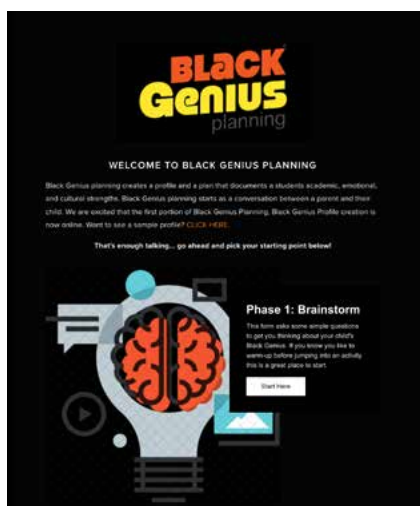 BLACK
GENIUS
planning
WELCOME TO BLACK GENIUS PLANNING
Black Genius planning creates a profile and a plan that documents a students academic, emotional,
and cultural strengths. Black Genius planning starts as a conversation between a parent and their
child. We are excited that the first portion of Black Genius Planning, Black Genius Profile creation is
now online. Want to see a sample profile? CLICK HERE.
That's enough talking... go ahead and pick your starting point below!
Phase 1: Brainstorm
This form asks some simple questions
to get you thinking about your child's
Black Genius. If you know you like to
warm-up before jumping into an activity,
this is a great place to start.
Start Here